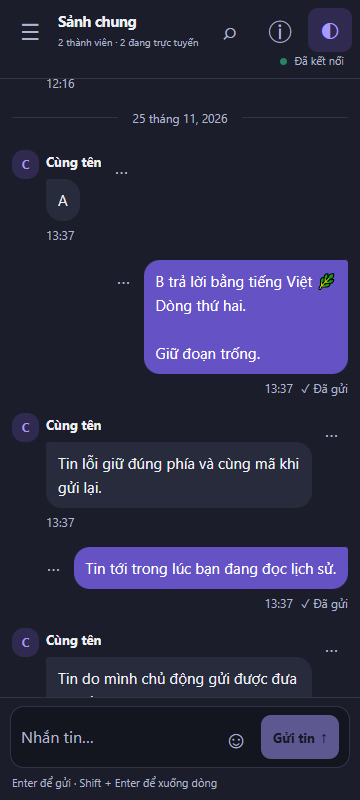 Sảnh chung
2 thành viên · 2 đang trực tuyến
Đã kết nối
12:16
25 tháng 11, 2026
C
Cùng tên
...
A
13:37
...
B trả lời bằng tiếng Việt 🌿
Dòng thứ hai.
Giữ đoạn trống.
13:37 ✓ Đã gửi
C
Cùng tên
...
Tin lỗi giữ đúng phía và cùng mã khi
gửi lại.
13:37
...
Tin tới trong lúc bạn đang đọc lịch sử.
13:37 ✓ Đã gửi
C
Cùng tên
...
Tin do mình chủ động gửi được đưa
Nhắn tin...
Gửi tin ↑
Enter để gửi · Shift + Enter để xuống dòng